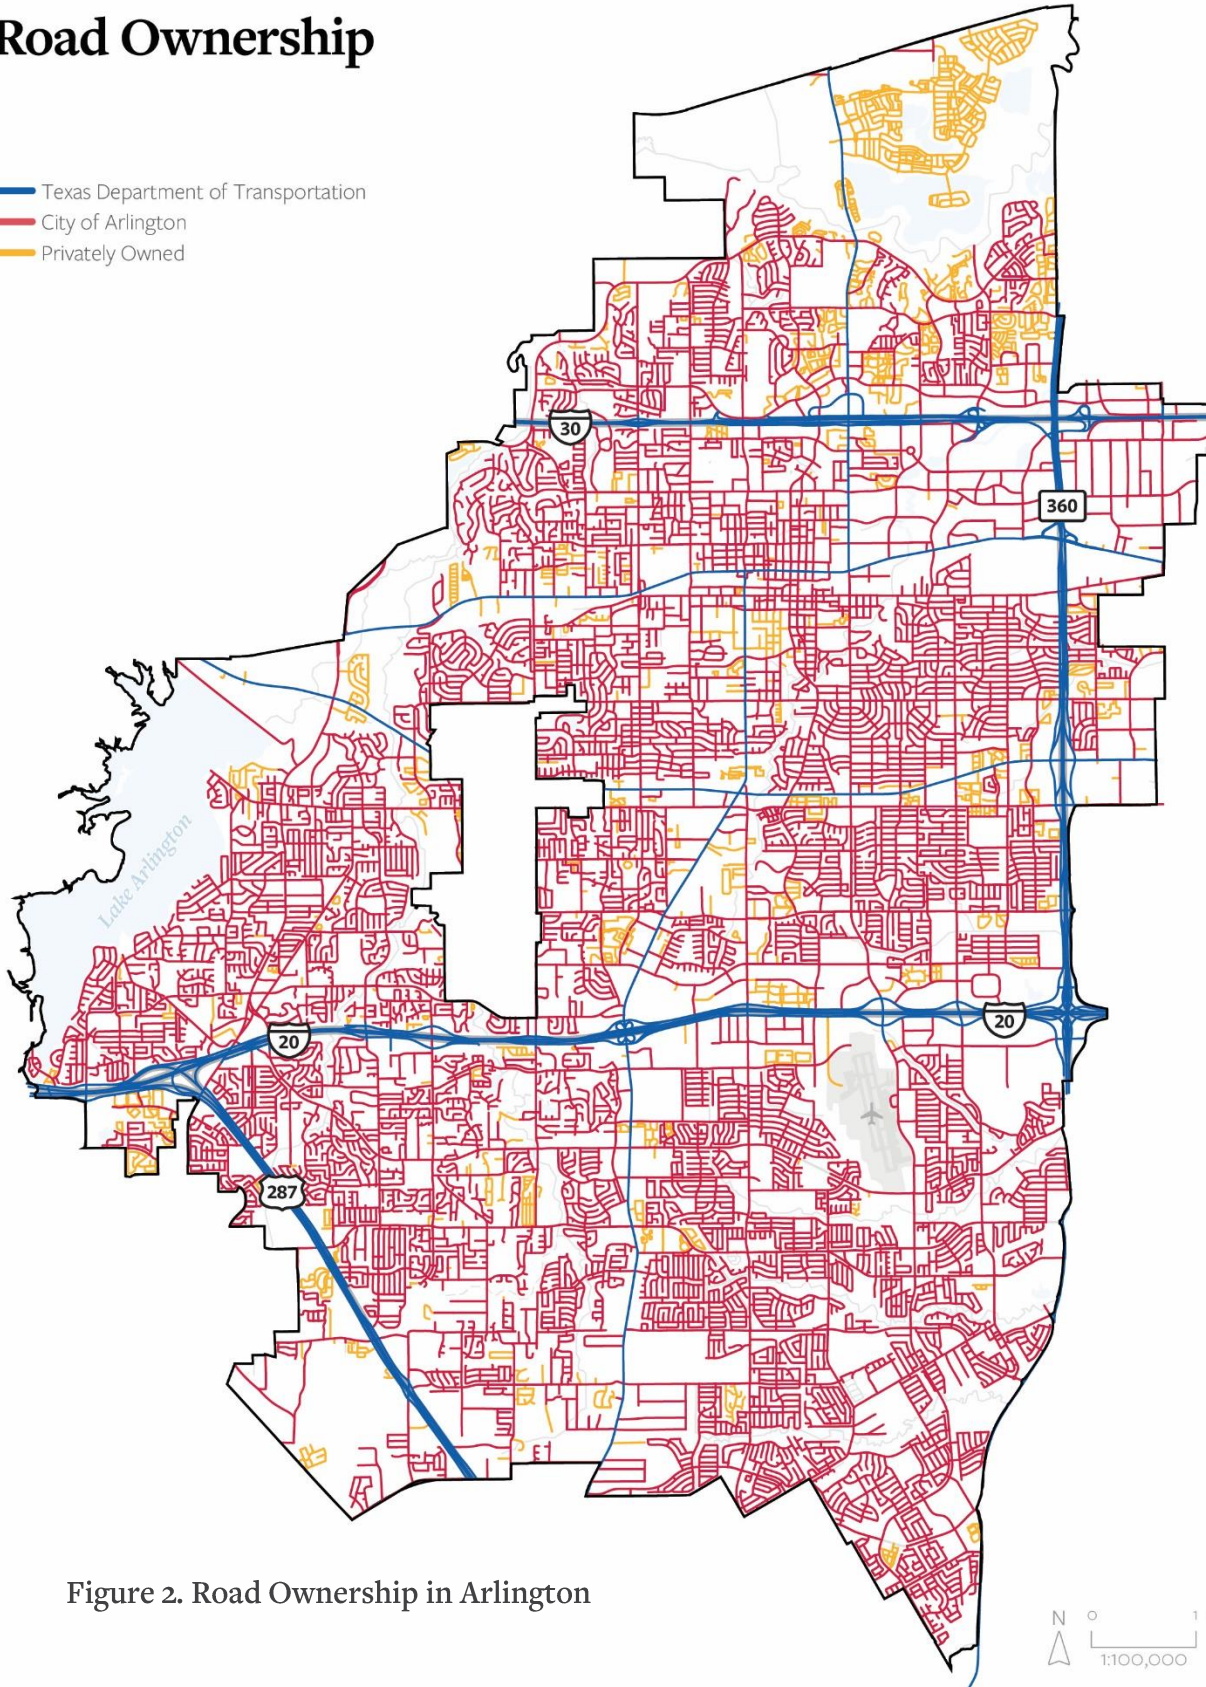 Road Ownership
Texas Department of Transportation
City of Arlington
Privately Owned
30
360
Lake Arlington
20
20
287
Figure 2. Road Ownership in Arlington
N 0 1
1:100,000